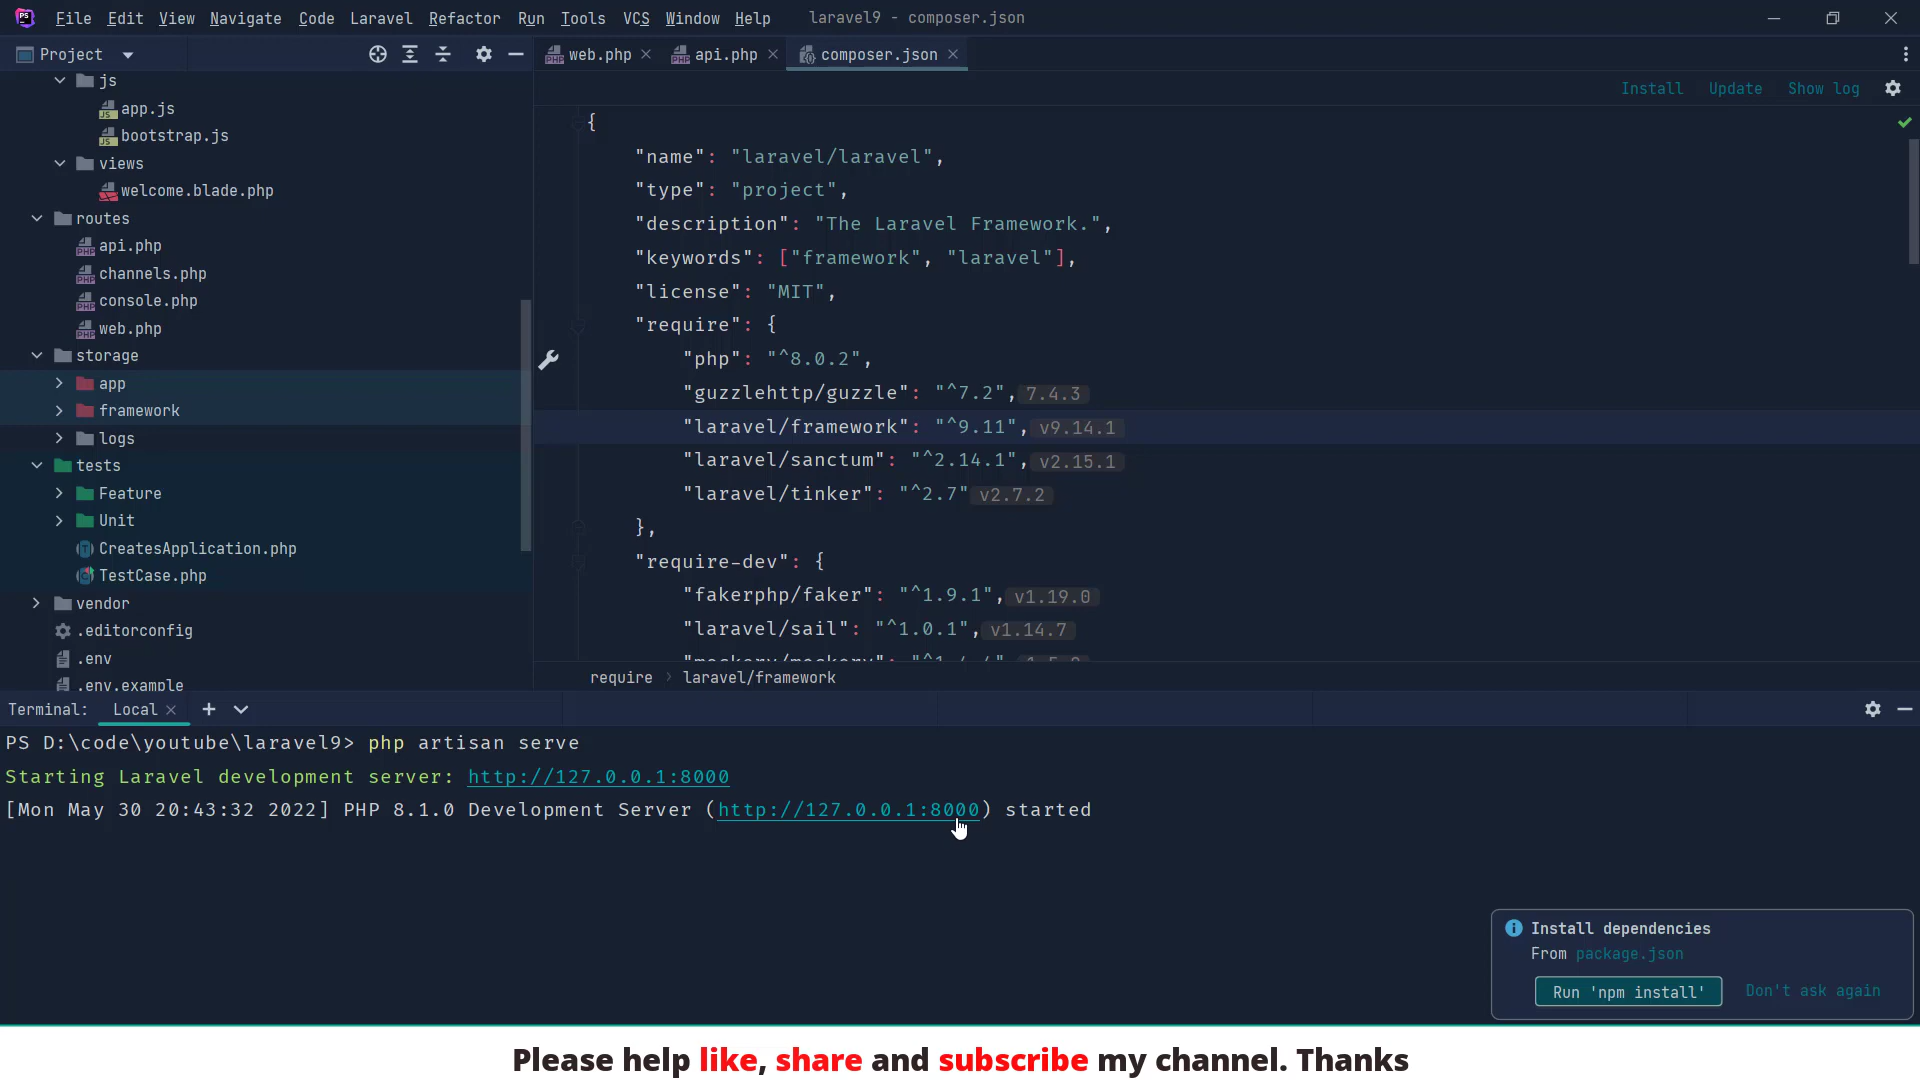 File Edit View Navigate Code Laravel Refactor Run Tools VCS Window Help laravel9 - composer.json
Project
web.php
api.php
composer.json
Install Update Show log
js
app.js
bootstrap.js
views
welcome.blade.php
routes
api.php
channels.php
console.php
web.php
storage
app
framework
logs
tests
Feature
Unit
CreatesApplication.php
TestCase.php
vendor
.editorconfig
.env
.env.example
{
"name": "laravel/laravel",
"type": "project",
"description": "The Laravel Framework.",
"keywords": ["framework", "laravel"],
"license": "MIT",
"require": {
"php": "^8.0.2",
"guzzlehttp/guzzle": "^7.2", 7.4.3
"laravel/framework": "^9.11", v9.14.1
"laravel/sanctum": "^2.14.1", v2.15.1
"laravel/tinker": "^2.7" v2.7.2
},
"require-dev": {
"fakerphp/faker": "^1.9.1", v1.19.0
"laravel/sail": "^1.0.1", v1.14.7
require › laravel/framework
Terminal: Local
PS D:\code\youtube\laravel9> php artisan serve
Starting Laravel development server: http://127.0.0.1:8000
[Mon May 30 20:43:32 2022] PHP 8.1.0 Development Server (http://127.0.0.1:8000) started
Install dependencies
From package.json
Run 'npm install' Don't ask again
Please help like, share and subscribe my channel. Thanks